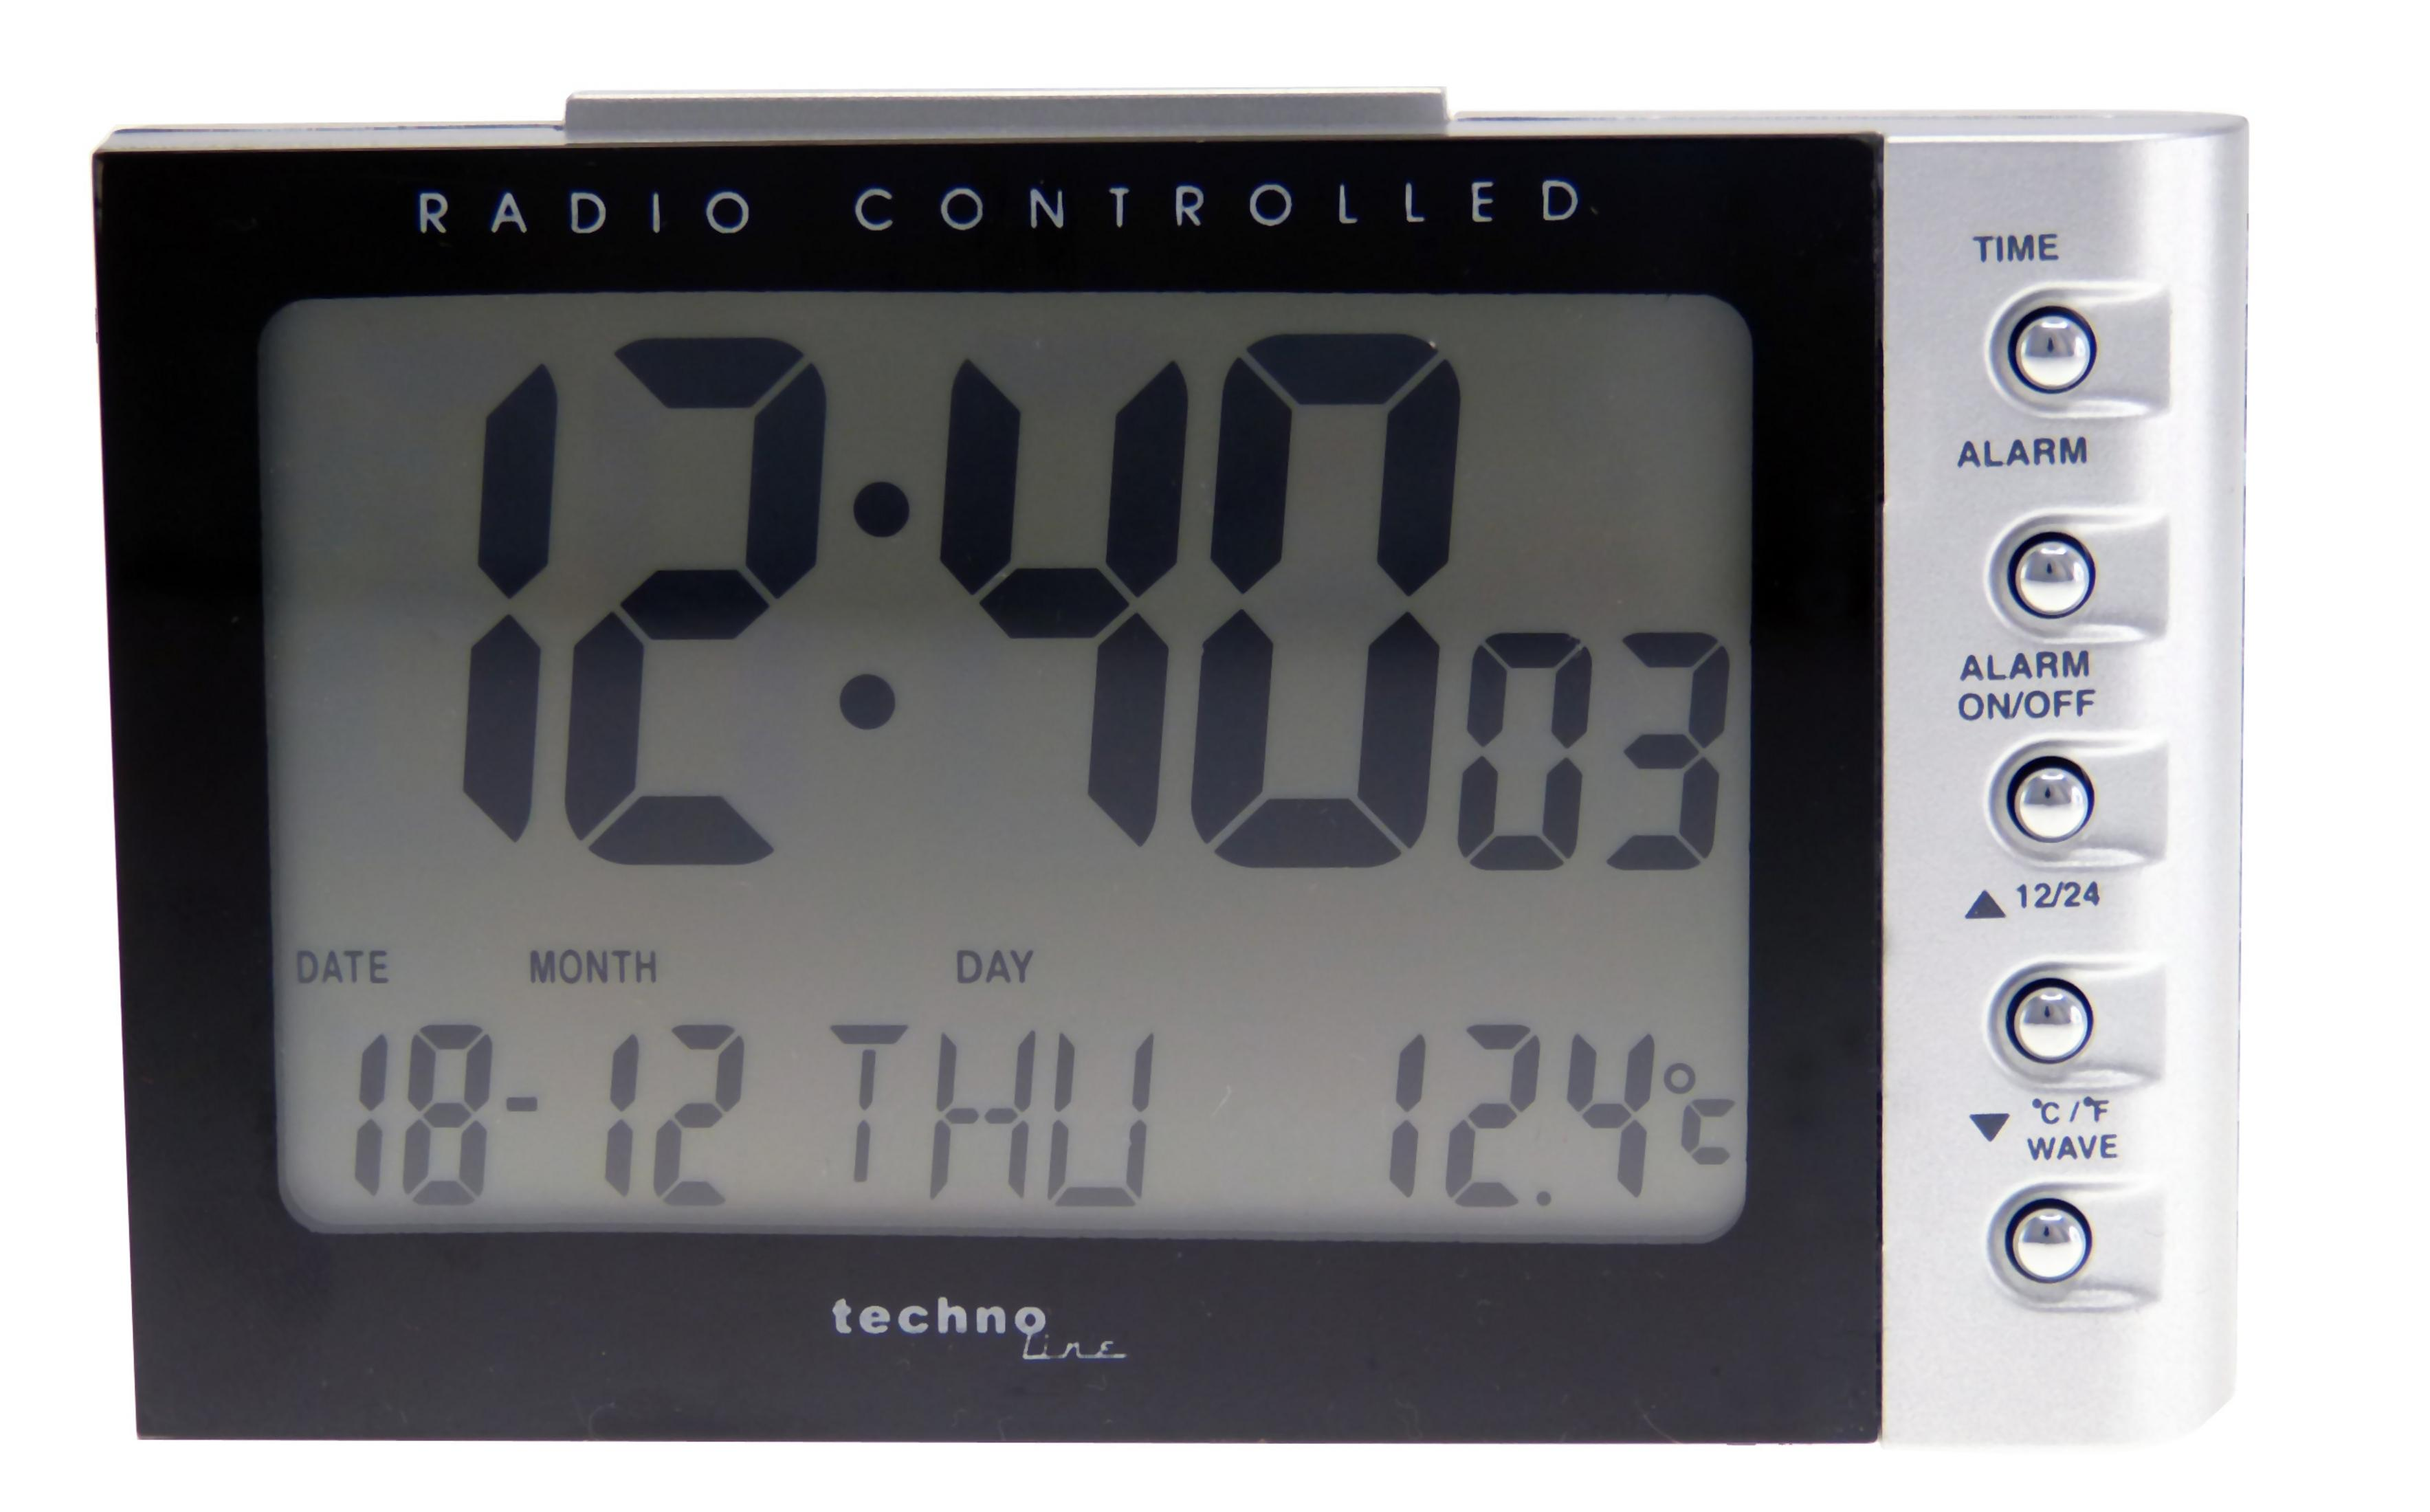 RADIO CONTROLLED
12:40 03
DATE MONTH DAY
18-12 THU 12.4°C
techno
line
TIME
ALARM
ALARM
ON/OFF
▲ 12/24
▼ °C/°F
WAVE